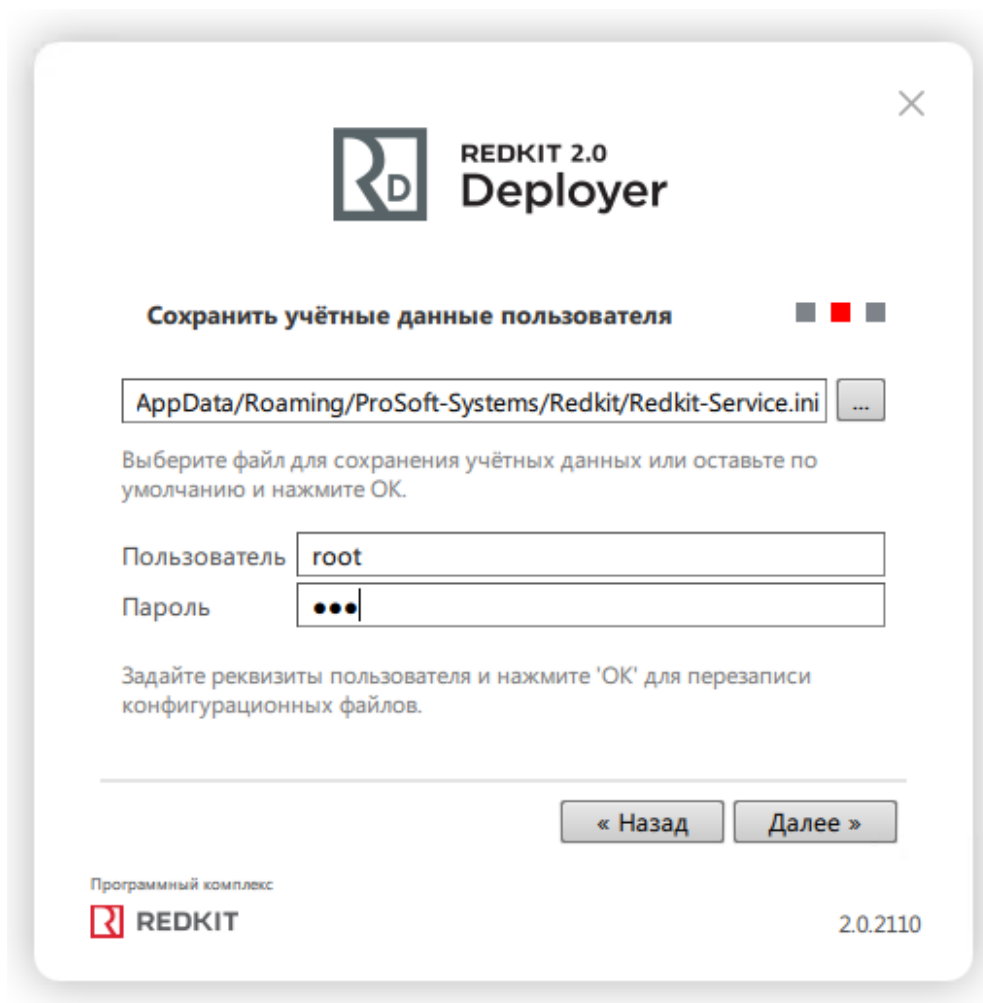 REDKIT 2.0
Deployer
Сохранить учётные данные пользователя
AppData/Roaming/ProSoft-Systems/Redkit/Redkit-Service.ini
...
Выберите файл для сохранения учётных данных или оставьте по
умолчанию и нажмите ОК.
Пользователь root
Пароль •••
Задайте реквизиты пользователя и нажмите 'ОК' для перезаписи
конфигурационных файлов.
« Назад
Далее »
Программный комплекс
REDKIT
2.0.2110